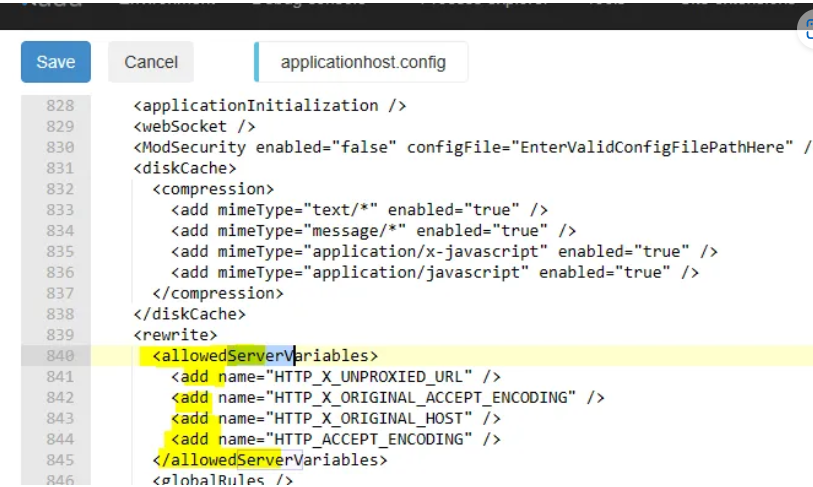 Save Cancel applicationhost.config
828 <applicationInitialization />
829 <webSocket />
830 <ModSecurity enabled="false" configFile="EnterValidConfigFilePathHere" /
831 <diskCache>
832 <compression>
833 <add mimeType="text/*" enabled="true" />
834 <add mimeType="message/*" enabled="true" />
835 <add mimeType="application/x-javascript" enabled="true" />
836 <add mimeType="application/javascript" enabled="true" />
837 </compression>
838 </diskCache>
839 <rewrite>
840 <allowedServerVariables>
841 <add name="HTTP_X_UNPROXIED_URL" />
842 <add name="HTTP_X_ORIGINAL_ACCEPT_ENCODING" />
843 <add name="HTTP_X_ORIGINAL_HOST" />
844 <add name="HTTP_ACCEPT_ENCODING" />
845 </allowedServerVariables>
846 <globalRules />